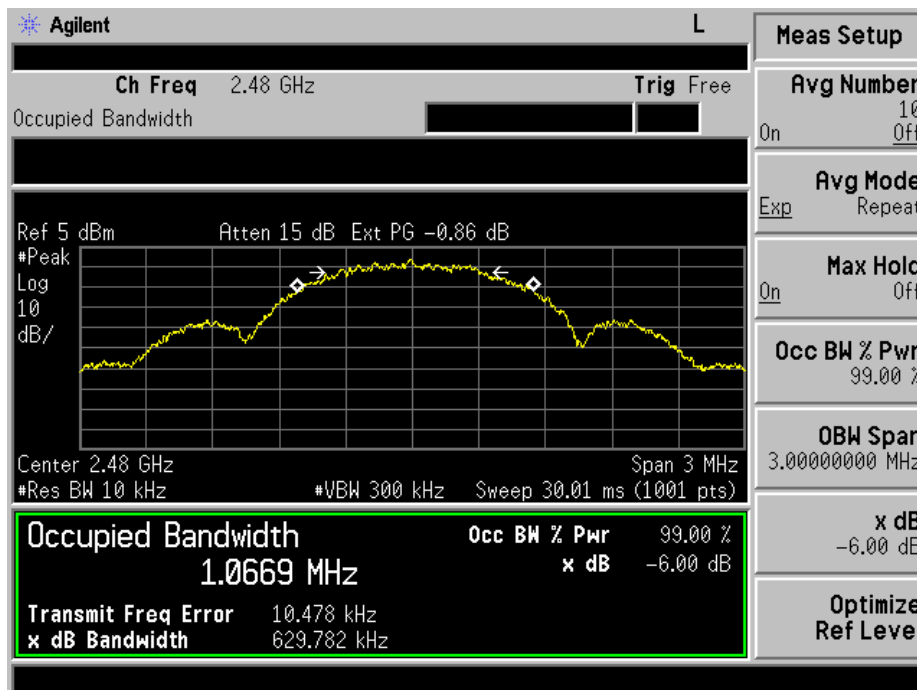 Agilent L
Meas Setup
Ch Freq 2.48 GHz Trig Free
Occupied Bandwidth
Avg Number
10
On Off
Avg Mode
Exp Repeat
Max Hold
On Off
Occ BW % Pwr
99.00 %
OBW Span
3.00000000 MHz
x dB
-6.00 dB
Optimize
Ref Level
Ref 5 dBm Atten 15 dB Ext PG -0.86 dB
#Peak
Log
10
dB/
Center 2.48 GHz Span 3 MHz
#Res BW 10 kHz #VBW 300 kHz Sweep 30.01 ms (1001 pts)
Occupied Bandwidth Occ BW % Pwr 99.00 %
1.0669 MHz x dB -6.00 dB
Transmit Freq Error 10.478 kHz
x dB Bandwidth 629.782 kHz